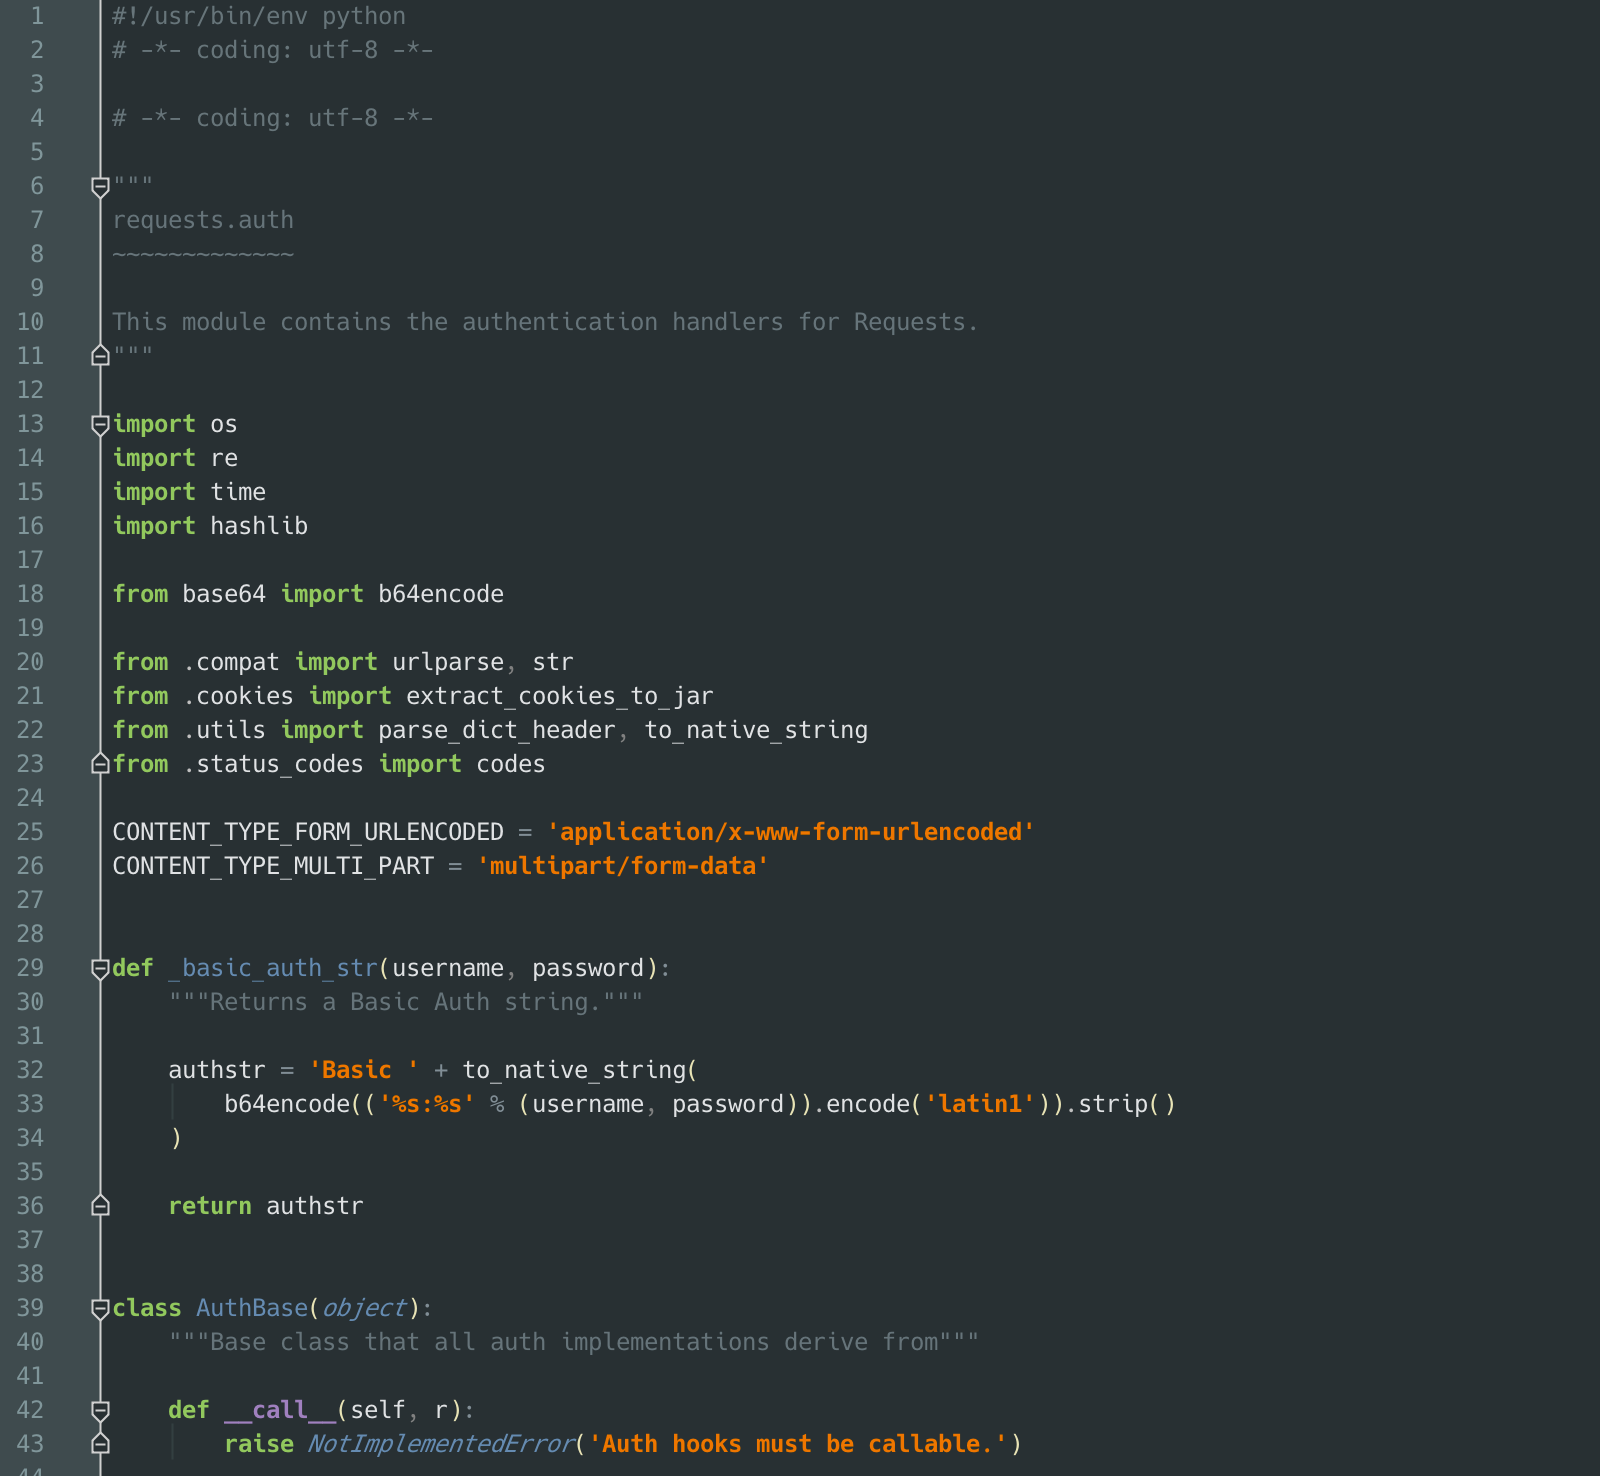 1 #!/usr/bin/env python
2 # -*- coding: utf-8 -*-
3
4 # -*- coding: utf-8 -*-
5
6 """
7 requests.auth
8 ~~~~~~~~~~~~~
9
10 This module contains the authentication handlers for Requests.
11 """
12
13 import os
14 import re
15 import time
16 import hashlib
17
18 from base64 import b64encode
19
20 from .compat import urlparse, str
21 from .cookies import extract_cookies_to_jar
22 from .utils import parse_dict_header, to_native_string
23 from .status_codes import codes
24
25 CONTENT_TYPE_FORM_URLENCODED = 'application/x-www-form-urlencoded'
26 CONTENT_TYPE_MULTI_PART = 'multipart/form-data'
27
28
29 def _basic_auth_str(username, password):
30     """Returns a Basic Auth string."""
31
32     authstr = 'Basic ' + to_native_string(
33         b64encode(('%s:%s' % (username, password)).encode('latin1')).strip()
34     )
35
36     return authstr
37
38
39 class AuthBase(object):
40     """Base class that all auth implementations derive from"""
41
42     def __call__(self, r):
43         raise NotImplementedError('Auth hooks must be callable.')
44